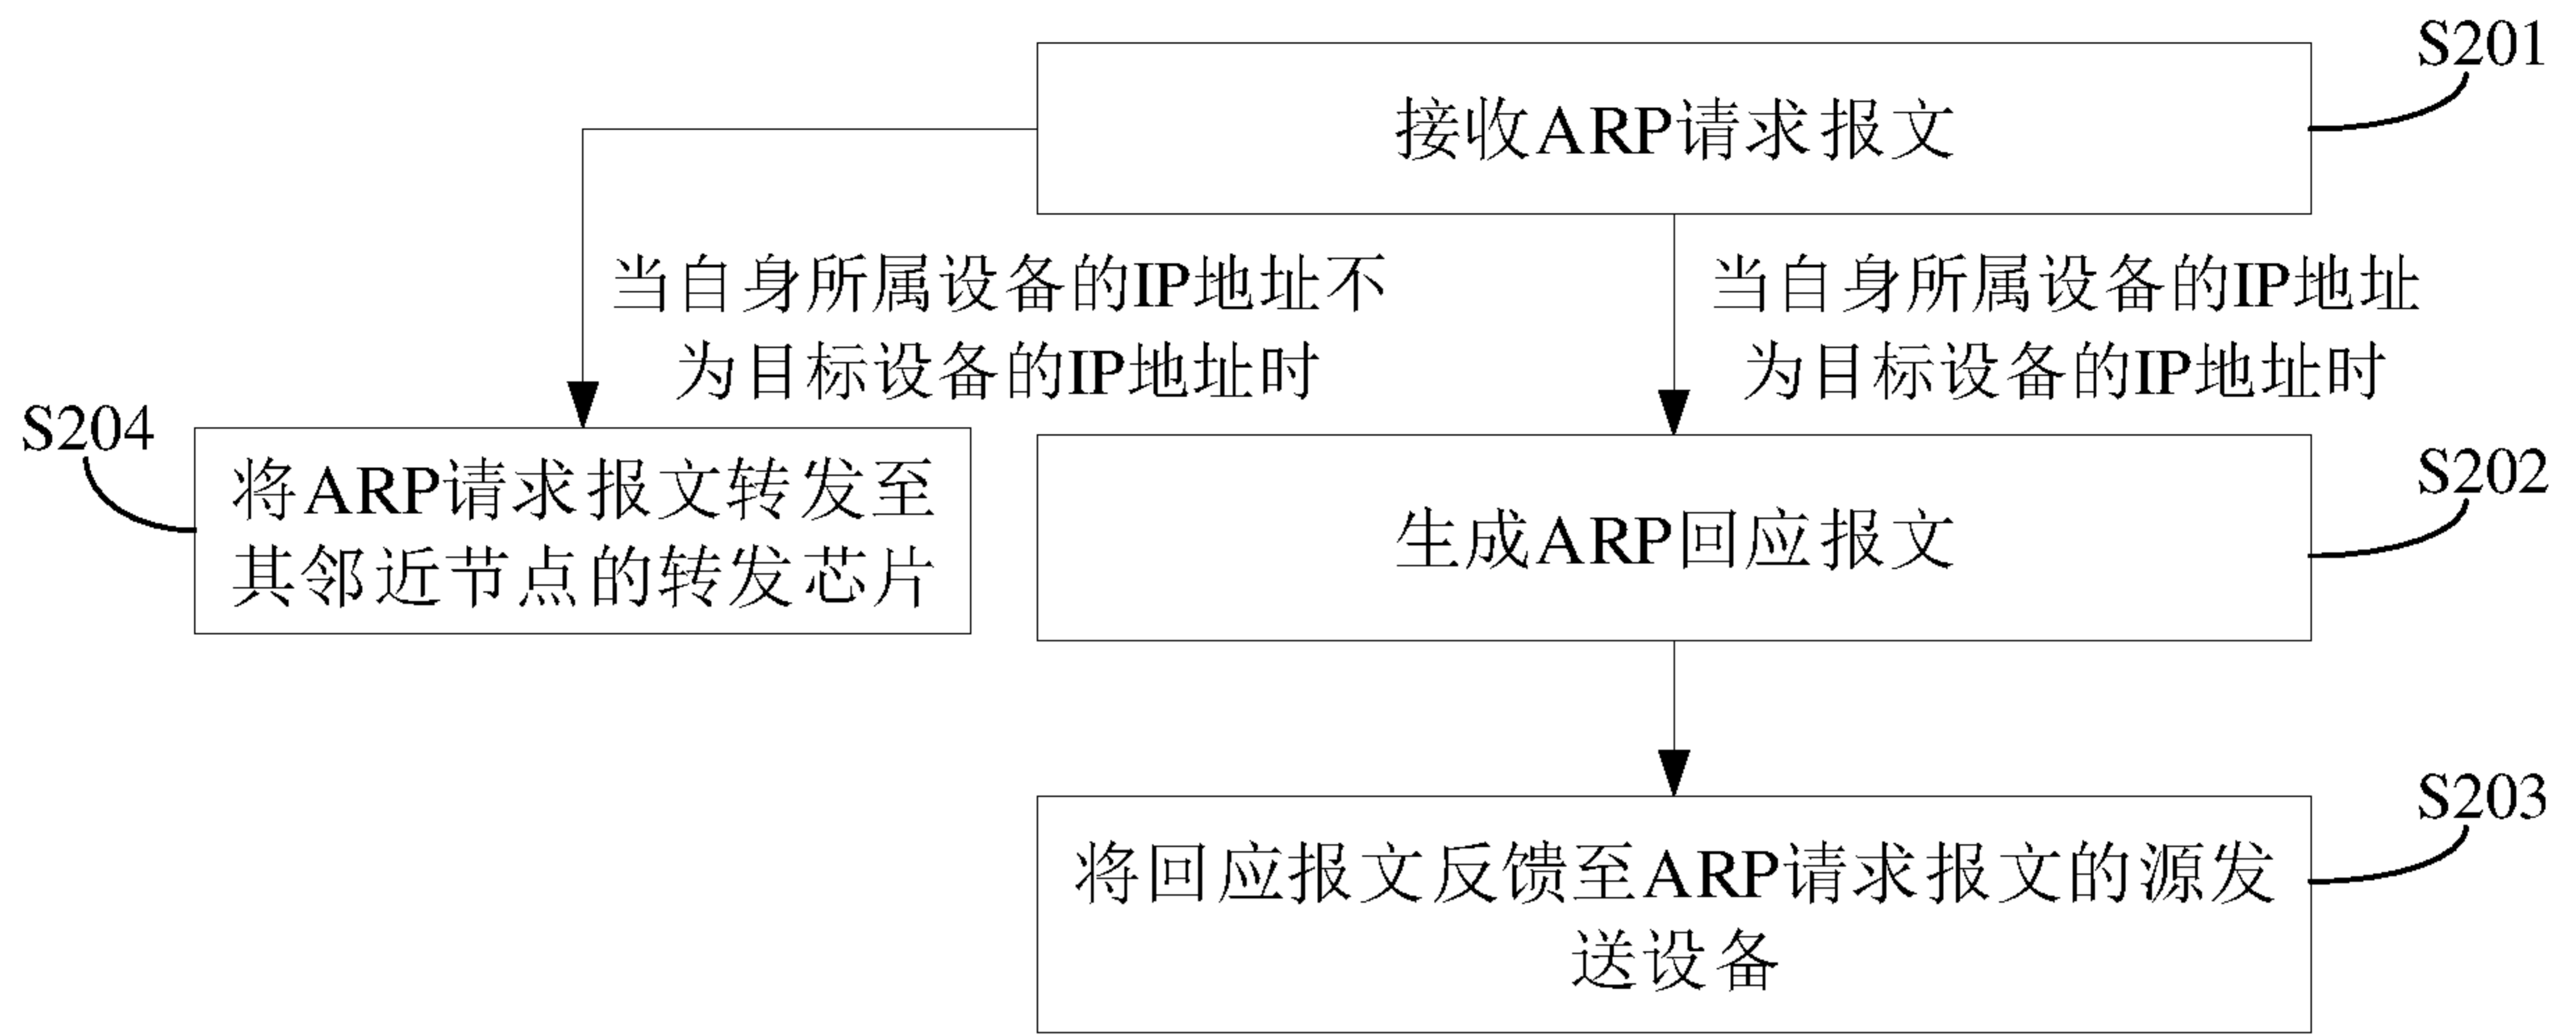 S201
接收ARP请求报文
当自身所属设备的IP地址不
为目标设备的IP地址时
当自身所属设备的IP地址
为目标设备的IP地址时
S204
将ARP请求报文转发至
其邻近节点的转发芯片
S202
生成ARP回应报文
S203
将回应报文反馈至ARP请求报文的源发
送设备